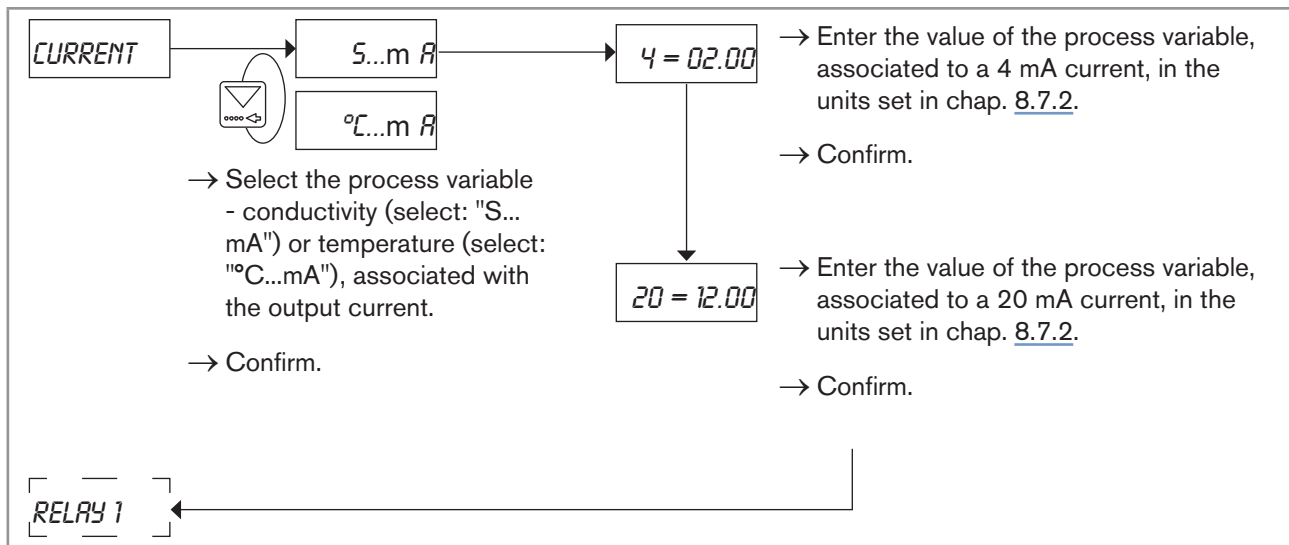 CURRENT
S...m A
°C...m A
→ Select the process variable
- conductivity (select: "S...
mA") or temperature (select:
"°C...mA"), associated with
the output current.
→ Confirm.
4 = 02.00
→ Enter the value of the process variable,
associated to a 4 mA current, in the
units set in chap. 8.7.2.
→ Confirm.
20 = 12.00
→ Enter the value of the process variable,
associated to a 20 mA current, in the
units set in chap. 8.7.2.
→ Confirm.
RELAY 1